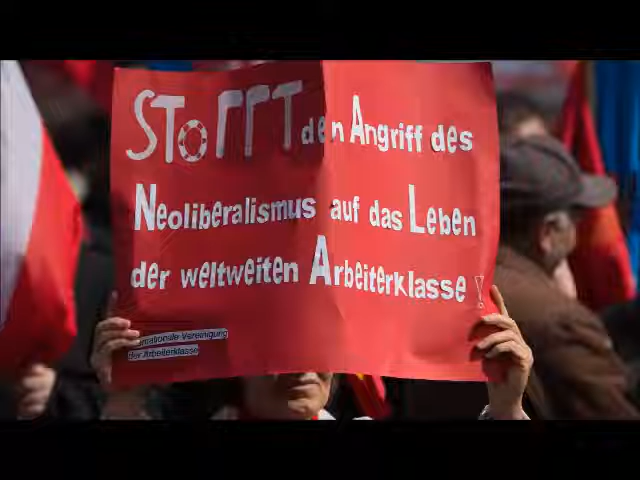 STOPPT den Angriff des
Neoliberalismus auf das Leben
der weltweiten Arbeiterklasse!
Vereinigung
der Arbeiterklasse